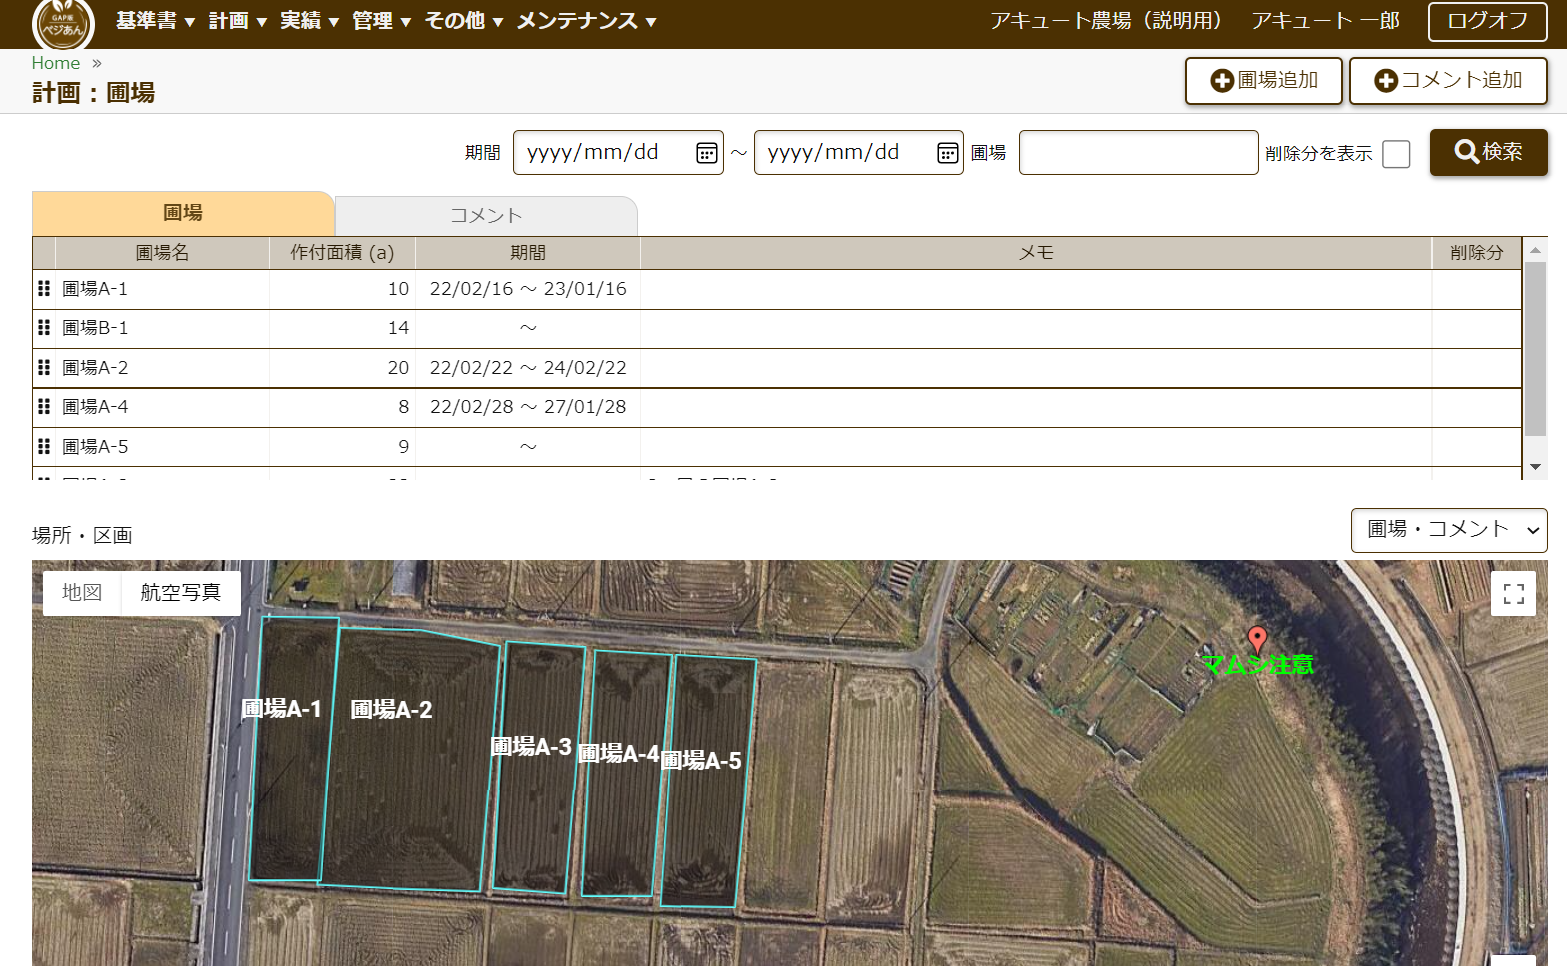 GAP風
ベジあん
基準書 ▼ 計画 ▼ 実績 ▼ 管理 ▼ その他 ▼ メンテナンス ▼
アキュート農場（説明用） アキュート 一郎 ログオフ
Home »
計画：圃場
圃場追加 コメント追加
期間 yyyy/mm/dd ～ yyyy/mm/dd 圃場 削除分を表示 検索
圃場 コメント
圃場名 作付面積 (a) 期間 メモ 削除分
圃場A-1 10 22/02/16 ～ 23/01/16
圃場B-1 14 ～
圃場A-2 20 22/02/22 ～ 24/02/22
圃場A-4 8 22/02/28 ～ 27/01/28
圃場A-5 9 ～
場所・区画
圃場・コメント
地図 航空写真
マムシ注意
圃場A-1 圃場A-2
圃場A-3 圃場A-4 圃場A-5